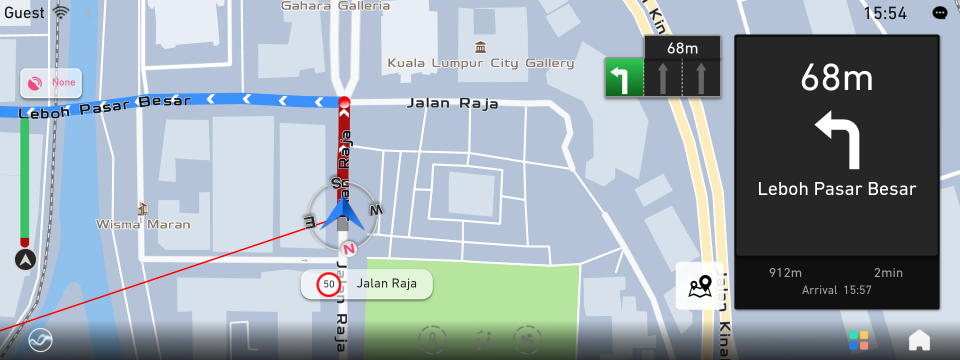 Guest
15:54
Gahara Galleria
68m
68m
Kuala Lumpur City Gallery
None
Leboh Pasar Besar
Jalan Raja
Leboh Pasar Besar
S
E
W
N
Wisma Maran
50 Jalan Raja
Jalan Raja
912m 2min
Arrival 15:57